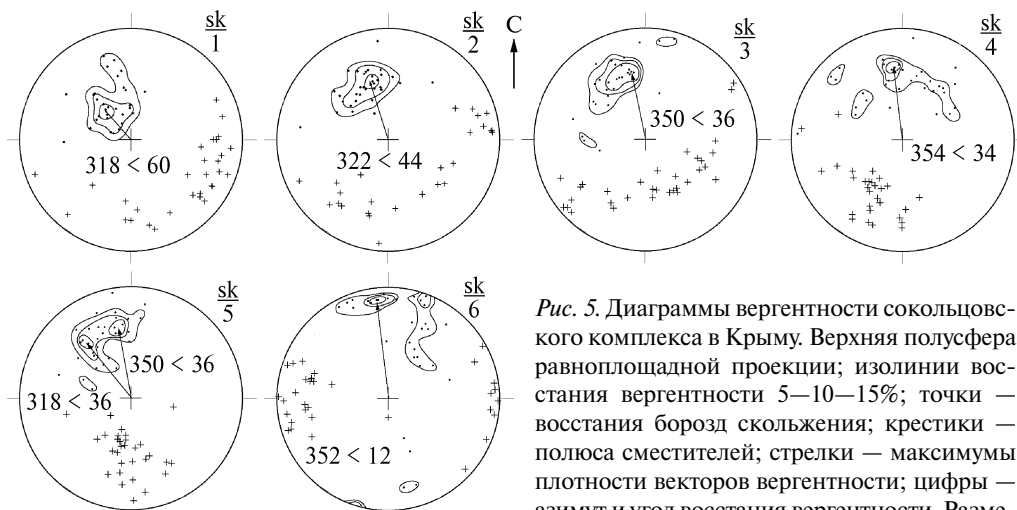 sk
1
sk
2
С
sk
3
sk
4
318 < 60
322 < 44
350 < 36
354 < 34
sk
5
sk
6
350 < 36
318 < 36
352 < 12
Рис. 5. Диаграммы вергентности сокольцовс-
кого комплекса в Крыму. Верхняя полусфера
равноплощадной проекции; изолинии вос-
стания вергентности 5—10—15%; точки —
восстания борозд скольжения; крестики —
полюса сместителей; стрелки — максимумы
плотности векторов вергентности; цифры —
азимут и угол восстания вергентности. Разме-